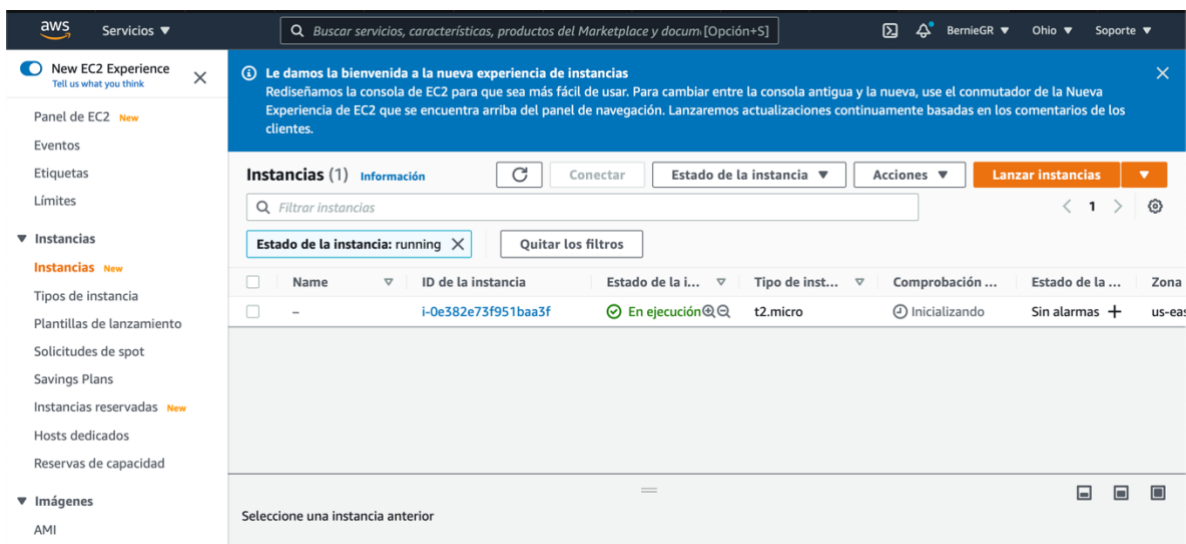 aws
Servicios ▼
Buscar servicios, características, productos del Marketplace y docum [Opción+S]
BernieGR ▼
Ohio ▼
Soporte ▼
New EC2 Experience
Tell us what you think
Panel de EC2 New
Eventos
Etiquetas
Límites
Instancias
Instancias New
Tipos de instancia
Plantillas de lanzamiento
Solicitudes de spot
Savings Plans
Instancias reservadas New
Hosts dedicados
Reservas de capacidad
Imágenes
AMI
Le damos la bienvenida a la nueva experiencia de instancias
Rediseñamos la consola de EC2 para que sea más fácil de usar. Para cambiar entre la consola antigua y la nueva, use el conmutador de la Nueva
Experiencia de EC2 que se encuentra arriba del panel de navegación. Lanzaremos actualizaciones continuamente basadas en los comentarios de los
clientes.
Instancias (1) Información
Conectar
Estado de la instancia ▼
Acciones ▼
Lanzar instancias ▼
Filtrar instancias
1
Estado de la instancia: running
Quitar los filtros
Name
ID de la instancia
Estado de la i...
Tipo de inst...
Comprobación ...
Estado de la ...
Zona
–
i-0e382e73f951baa3f
En ejecución
t2.micro
Inicializando
Sin alarmas +
us-eas
Seleccione una instancia anterior